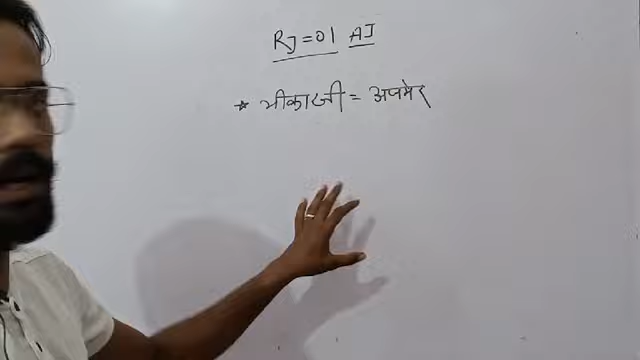 RJ=01 AJ
* भीकाजी = अजमेर